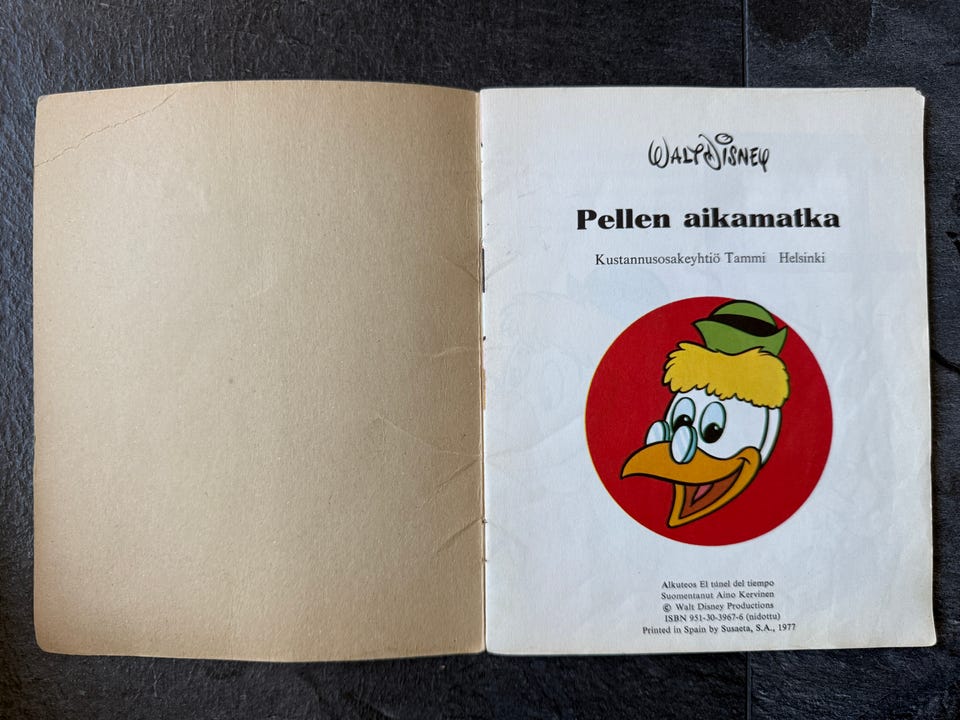 WALT DISNEY
Pellen aikamatka
Kustannusosakeyhtiö Tammi Helsinki
Alkuteos El túnel del tiempo
Suomentanut Aino Kervinen
© Walt Disney Productions
ISBN 951-30-3967-6 (nidottu)
Printed in Spain by Susaeta, S.A., 1977